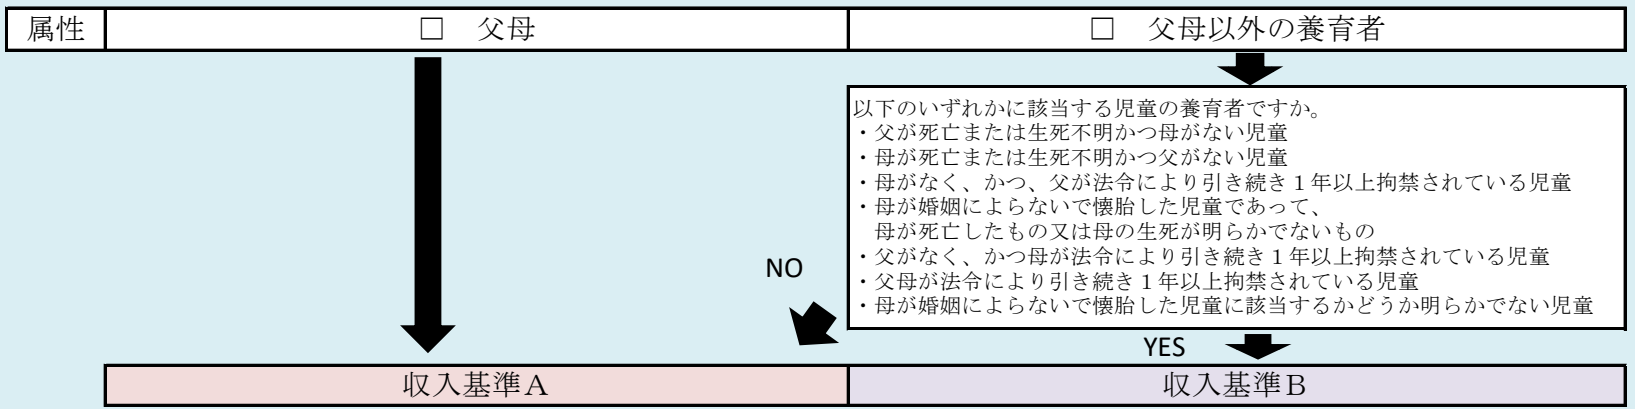 属性
□ 父母
□ 父母以外の養育者
以下のいずれかに該当する児童の養育者ですか。
・父が死亡または生死不明かつ母がない児童
・母が死亡または生死不明かつ父がない児童
・母がなく、かつ、父が法令により引き続き１年以上拘禁されている児童
・母が婚姻によらないで懐胎した児童であって、
母が死亡したもの又は母の生死が明らかでないもの
・父がなく、かつ母が法令により引き続き１年以上拘禁されている児童
・父母が法令により引き続き１年以上拘禁されている児童
・母が婚姻によらないで懐胎した児童に該当するかどうか明らかでない児童
NO
YES
収入基準Ａ
収入基準Ｂ